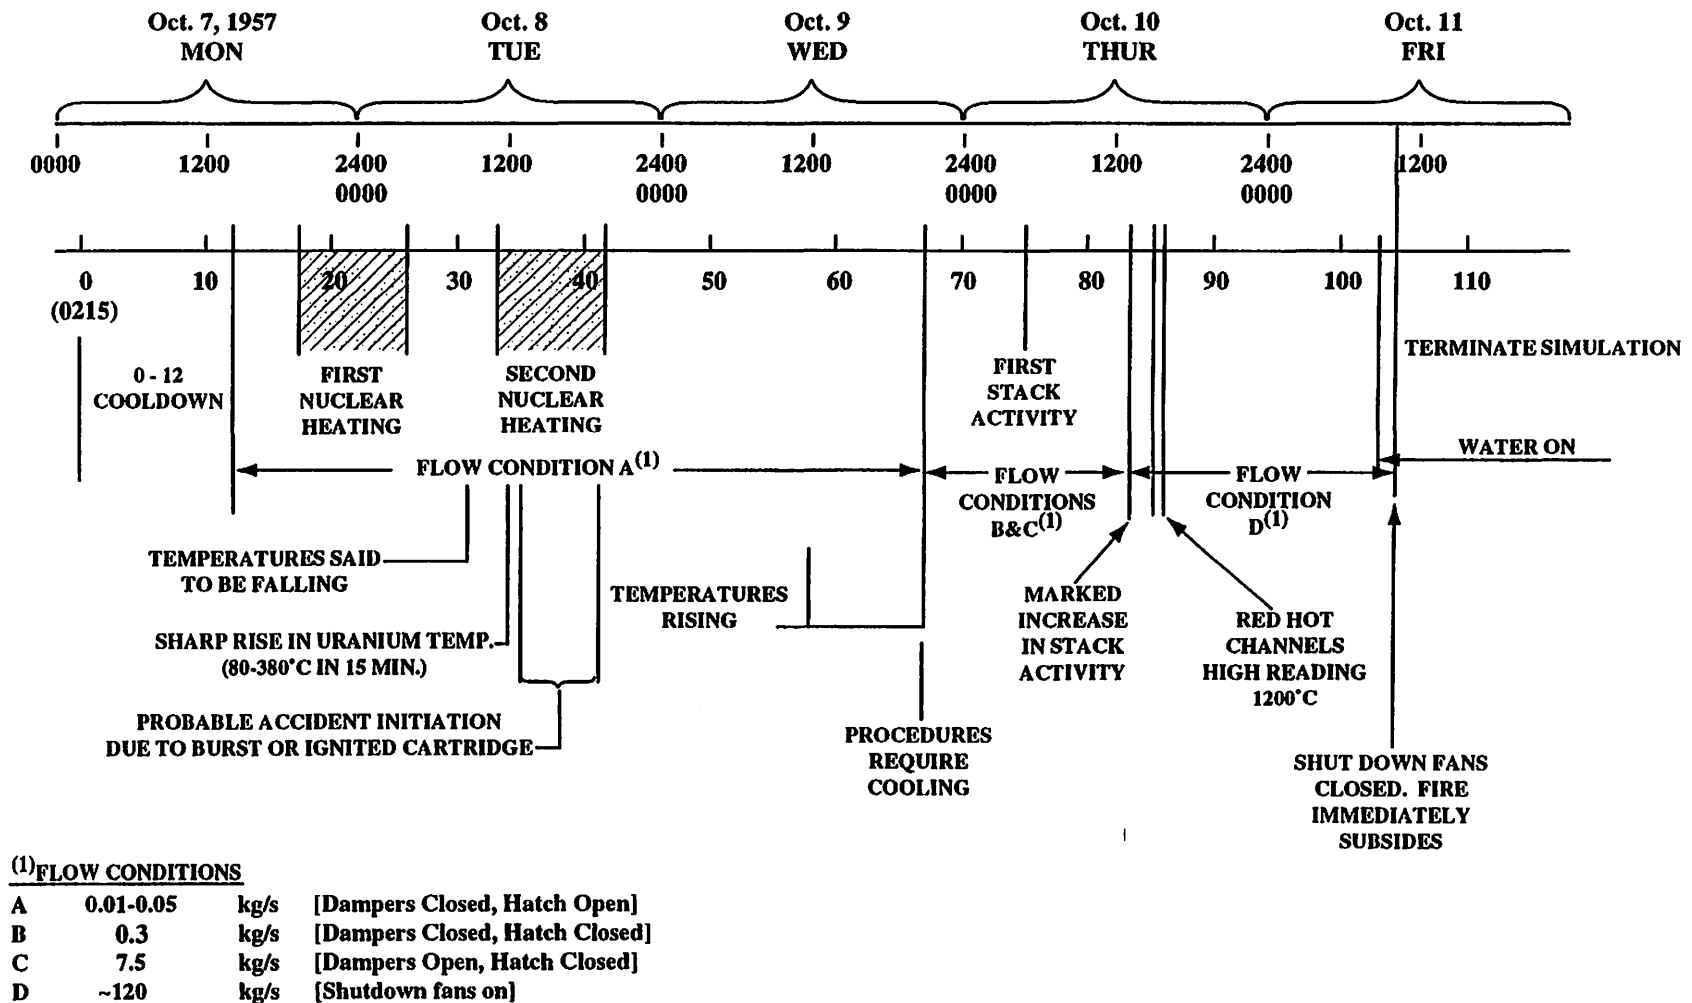 Oct. 7, 1957
MON
Oct. 8
TUE
Oct. 9
WED
Oct. 10
THUR
Oct. 11
FRI
0000
1200
2400
0000
1200
2400
0000
1200
2400
0000
1200
2400
0000
1200
0
(0215)
10
20
30
40
50
60
70
80
90
100
110
0 - 12
COOLDOWN
FIRST
NUCLEAR
HEATING
SECOND
NUCLEAR
HEATING
FIRST
STACK
ACTIVITY
TERMINATE SIMULATION
WATER ON
FLOW CONDITION A(1)
FLOW
CONDITIONS
B&C(1)
FLOW
CONDITION
D(1)
TEMPERATURES SAID
TO BE FALLING
SHARP RISE IN URANIUM TEMP.
(80-380°C IN 15 MIN.)
PROBABLE ACCIDENT INITIATION
DUE TO BURST OR IGNITED CARTRIDGE
TEMPERATURES
RISING
PROCEDURES
REQUIRE
COOLING
MARKED
INCREASE
IN STACK
ACTIVITY
RED HOT
CHANNELS
HIGH READING
1200°C
SHUT DOWN FANS
CLOSED. FIRE
IMMEDIATELY
SUBSIDES
(1)FLOW CONDITIONS
A 0.01-0.05 kg/s [Dampers Closed, Hatch Open]
B 0.3 kg/s [Dampers Closed, Hatch Closed]
C 7.5 kg/s [Dampers Open, Hatch Closed]
D ~120 kg/s [Shutdown fans on]